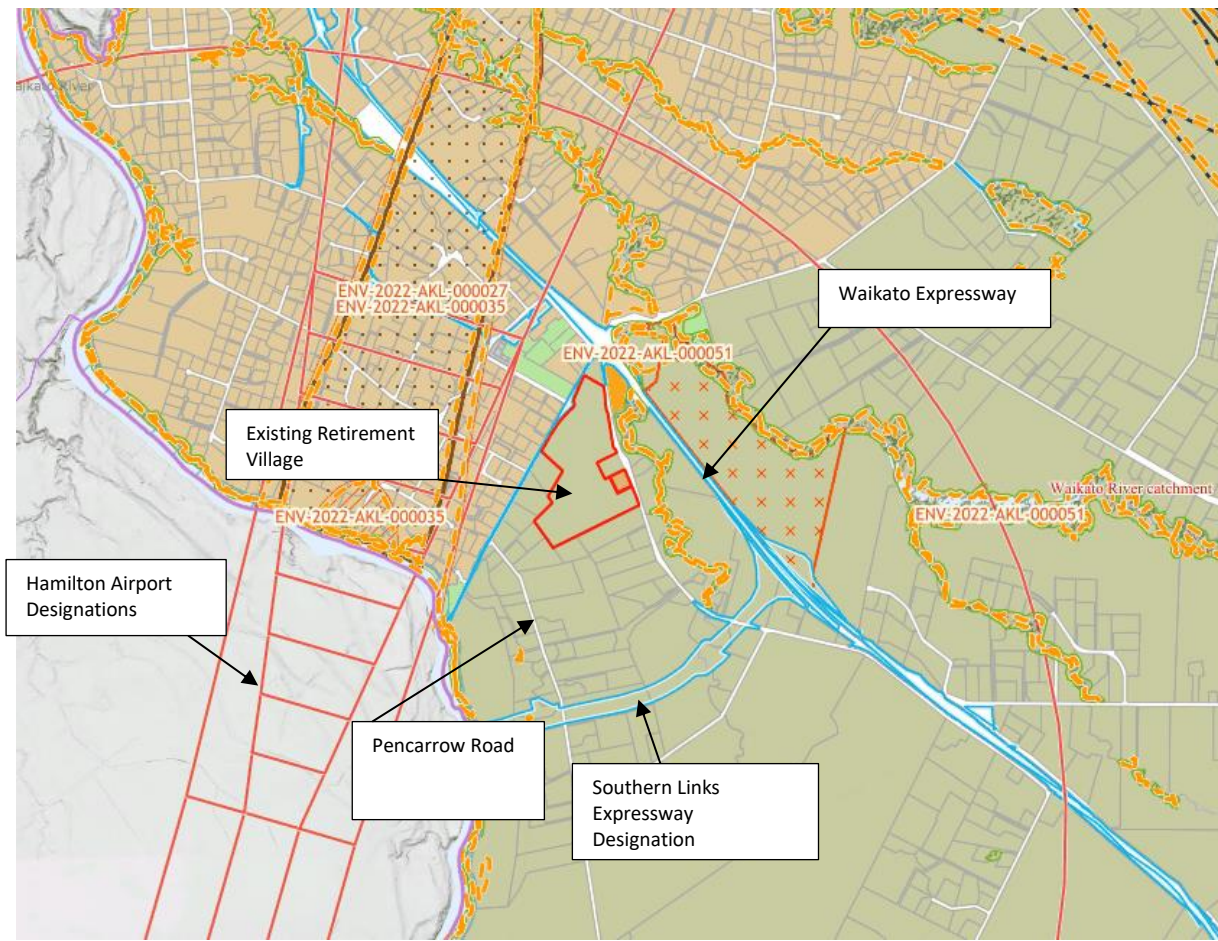 aikato River
Waikato Expressway
ENV-2022-AKL-000027
ENV-2022-AKL-000035
ENV-2022-AKL-000051
Existing Retirement
Village
Waikato River catchment
ENV-2022-AKL-000051
ENV-2022-AKL-000035
Hamilton Airport
Designations
Pencarrow Road
Southern Links
Expressway
Designation